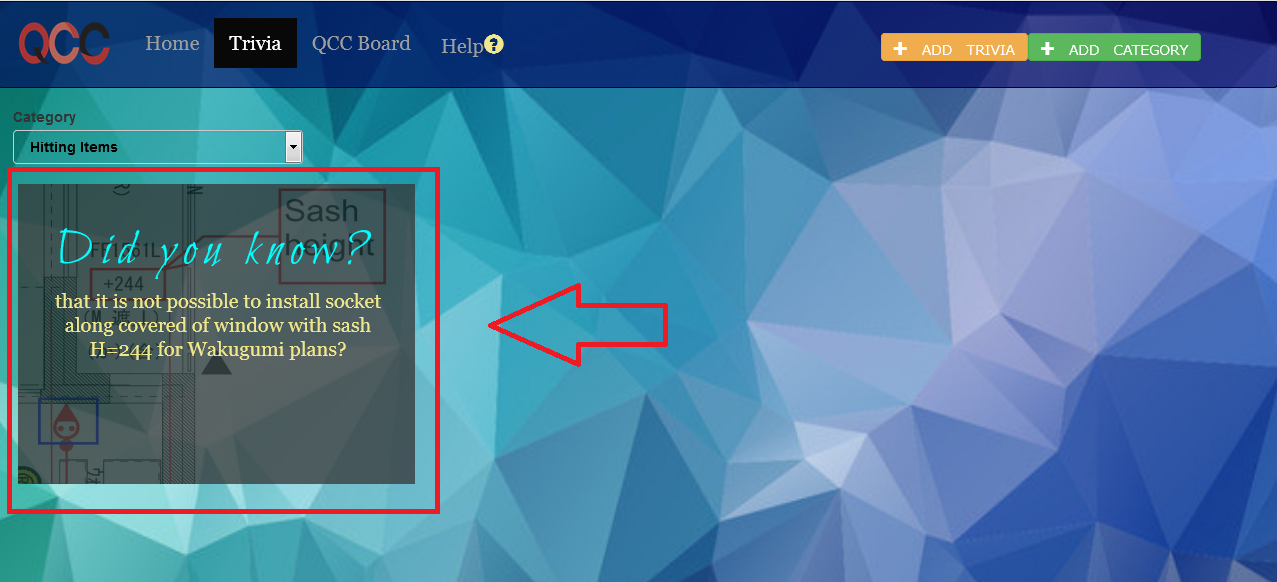 QCC
Home
Trivia
QCC Board
Help?
+ ADD TRIVIA
+ ADD CATEGORY
Category
Hitting Items
R)
N
Sash
height
Did you know?
+244
that it is not possible to install socket
along covered of window with sash
H=244 for Wakugumi plans?